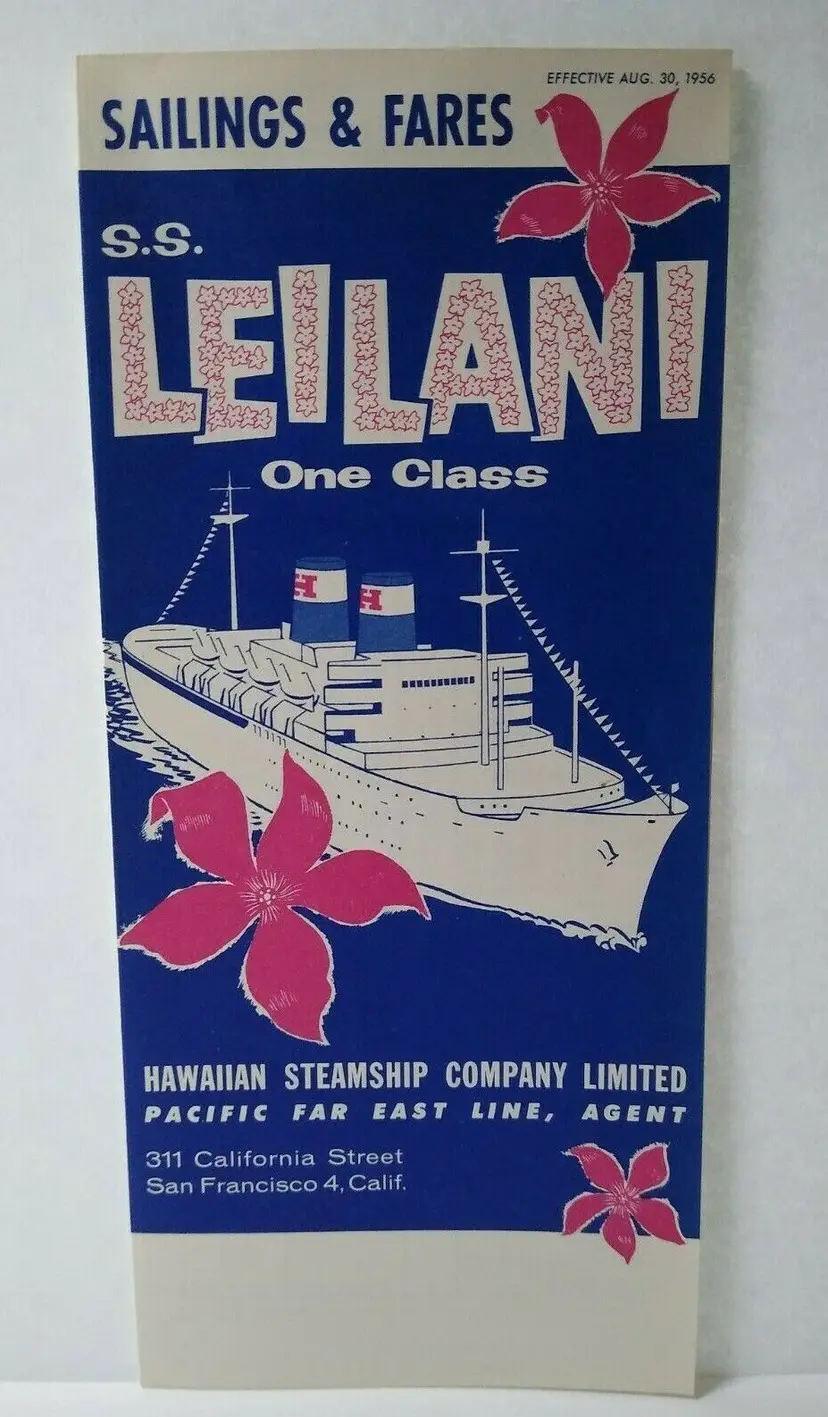 EFFECTIVE AUG. 30, 1956
SAILINGS & FARES
S.S.
LEILANI
One Class
H H
HAWAIIAN STEAMSHIP COMPANY LIMITED
PACIFIC FAR EAST LINE, AGENT
311 California Street
San Francisco 4, Calif.